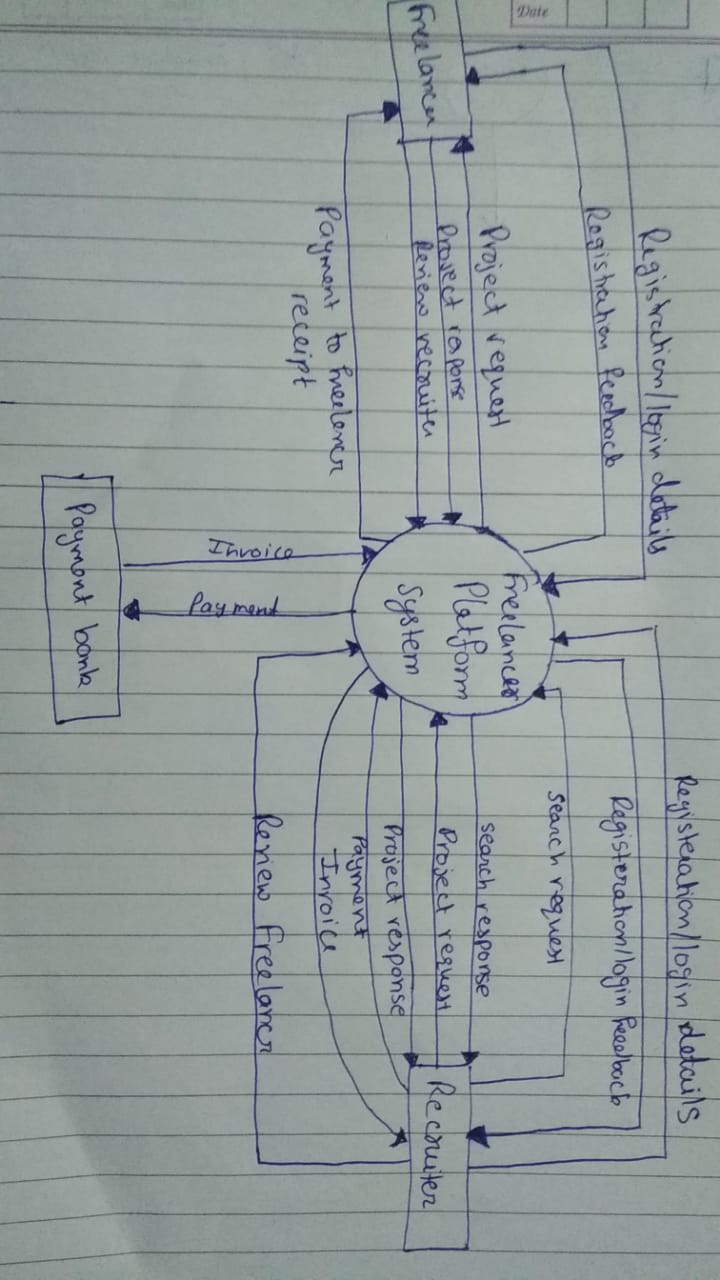 Date
Registration/login details
Registration feedback
Freelancer
Project request
Project response
Review recruiter
Payment to freelancer
receipt
Freelancer
Platform
System
Invoice
Payment
Payment bank
Registeration/login details
Registeration/login feedback
Search request
search response
Project request
Project response
Payment
Invoice
Review freelancer
Recruiter